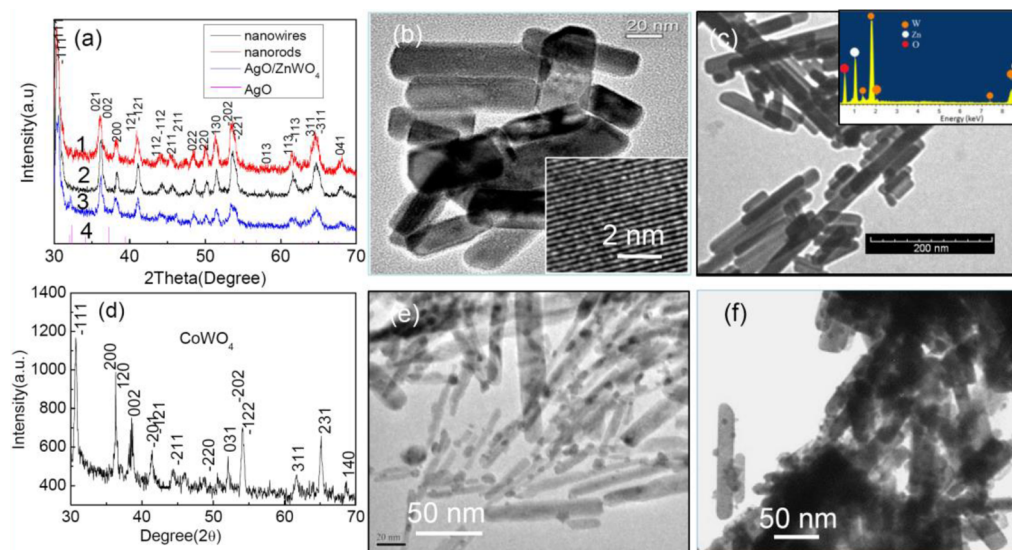 (a)
nanowires
nanorods
AgO/ZnWO4
AgO
Intensity(a.u)
021
002
200
121
-121
112
-112
211
-211
022
220
130
-202
-221
013
113
-113
311
-311
041
1
2
3
4
30 40 50 60 70
2Theta(Degree)
(b)
20 nm
2 nm
(c)
W
Zn
O
Energy (keV)
200 nm
(d)
CoWO4
Intensity(a.u.)
1400
1200
1000
800
600
400
-111
200
120
002
-201
-121
-211
-220
031
-202
-122
311
231
140
30 40 50 60 70
Degree(2θ)
(e)
50 nm
20 nm
(f)
50 nm